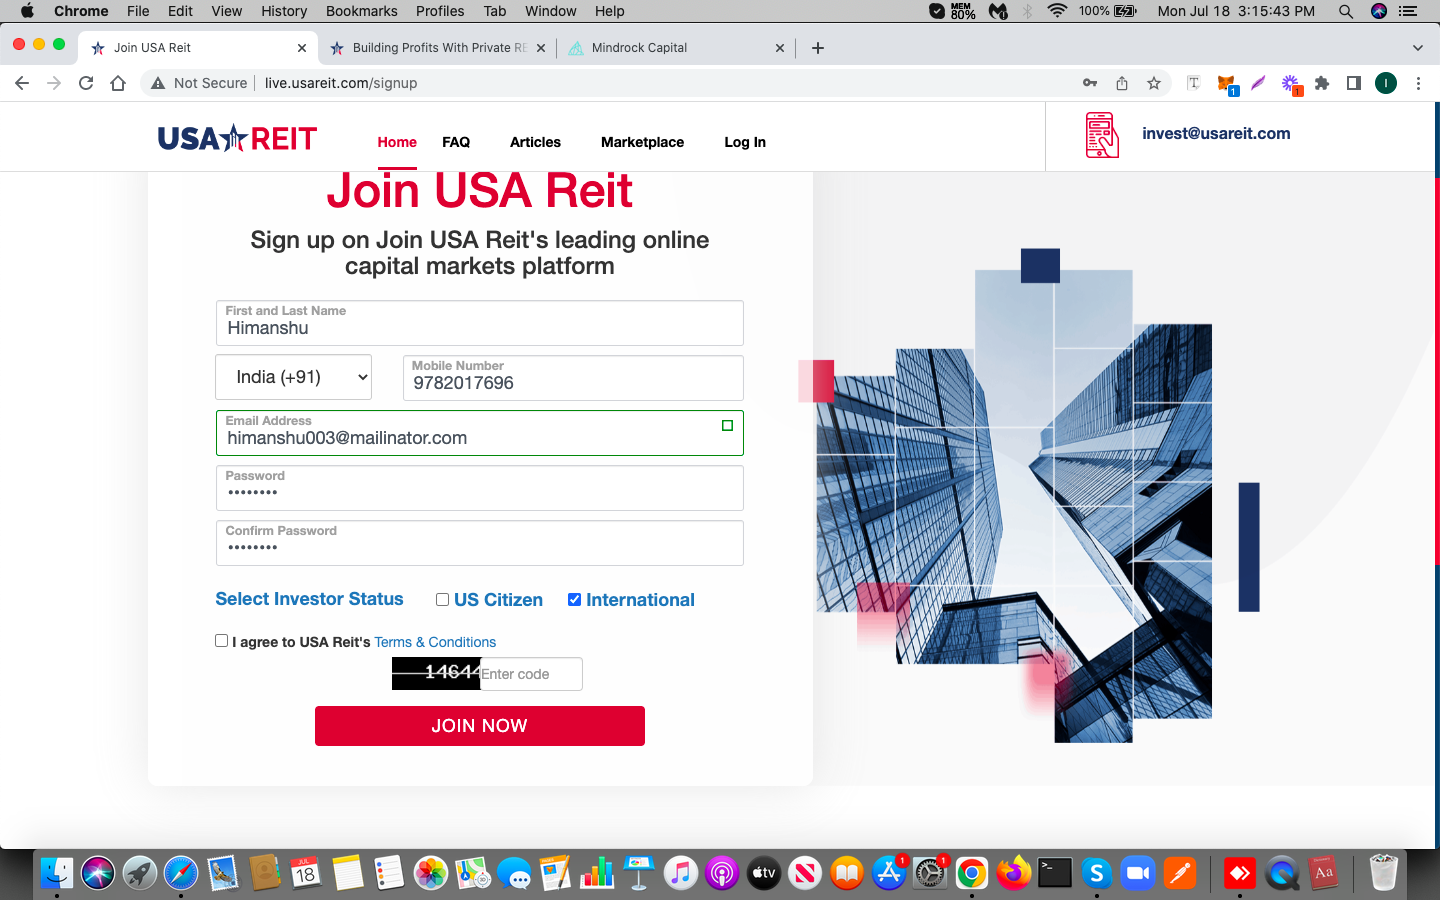 Chrome File Edit View History Bookmarks Profiles Tab Window Help MEM 80% 100% Mon Jul 18 3:15:43 PM
Join USA Reit Building Profits With Private RE Mindrock Capital
Not Secure live.usareit.com/signup
USA REIT Home FAQ Articles Marketplace Log In invest@usareit.com
Join USA Reit
Sign up on Join USA Reit's leading online
capital markets platform
First and Last Name
Himanshu
India (+91)
Mobile Number
9782017696
Email Address
himanshu003@mailinator.com
Password
Confirm Password
Select Investor Status US Citizen International
I agree to USA Reit's Terms & Conditions
14644 Enter code
JOIN NOW
JUL
18
tv
Aa